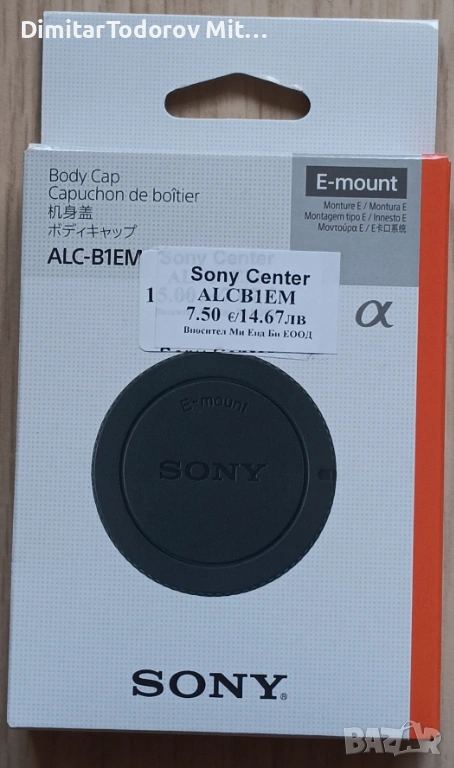 DimitarTodorov Mit...
Body Cap
Capuchon de boîtier
机身盖
ボディキャップ
ALC-B1EM
E-mount
Monture E / Montura E
Montagem tipo E / Innesto E
Μοντούρα E / E卡口系统
α
Sony Center
ALCB1EM
7.50 €/14.67лв
Вносител Ми Енд Би ЕООД
E-mount
SONY
SONY
BAZAR